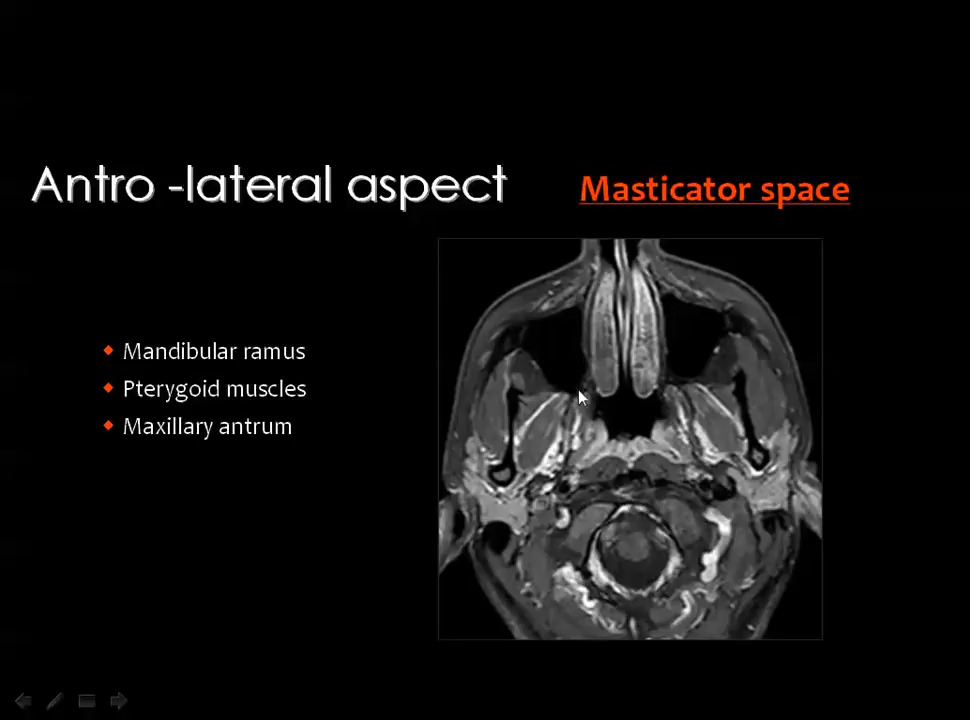 Antro -lateral aspect
Masticator space
Mandibular ramus
Pterygoid muscles
Maxillary antrum